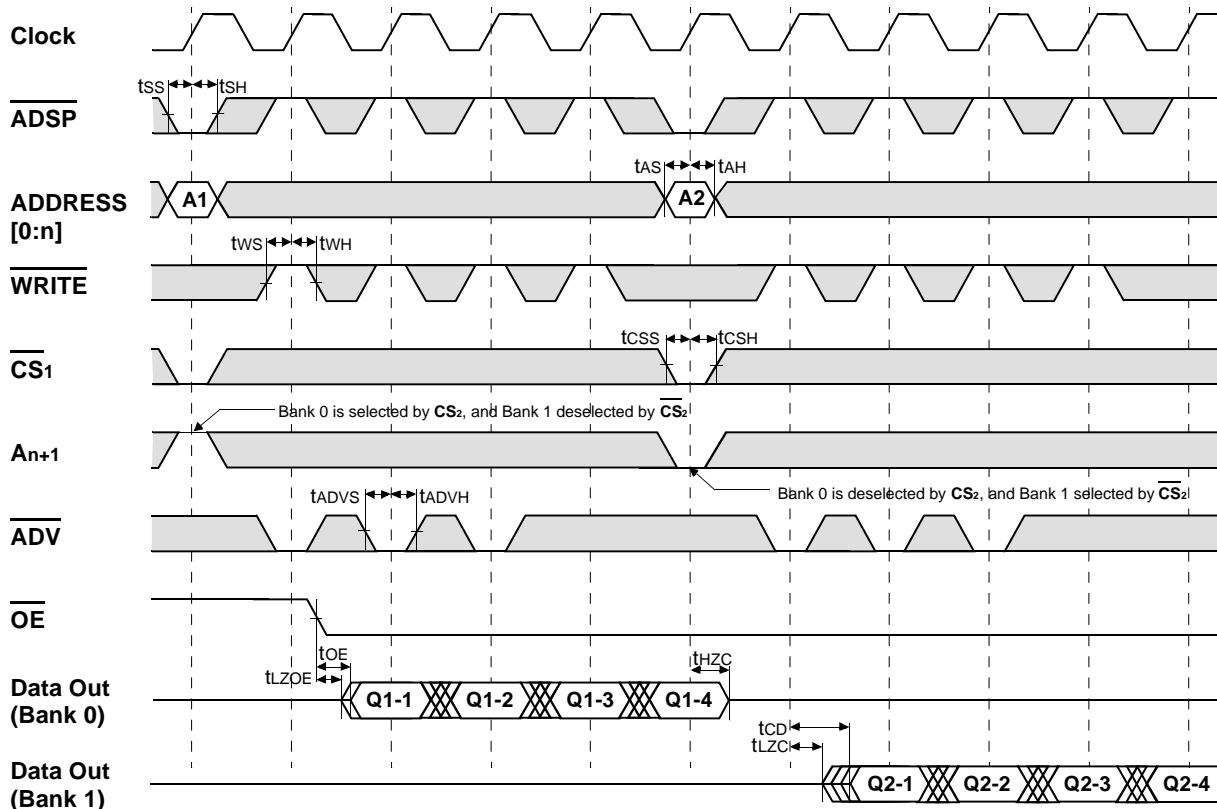 Clock
tSS
tSH
ADSP
tAS
tAH
ADDRESS
[0:n]
A1
A2
tWS
tWH
WRITE
tCSS
tCSH
CS1
Bank 0 is selected by CS2, and Bank 1 deselected by CS2
An+1
Bank 0 is deselected by CS2, and Bank 1 selected by CS2
tADVS
tADVH
ADV
OE
tOE
tHZC
tLZOE
Data Out
(Bank 0)
Q1-1
Q1-2
Q1-3
Q1-4
tCD
tLZC
Data Out
(Bank 1)
Q2-1
Q2-2
Q2-3
Q2-4